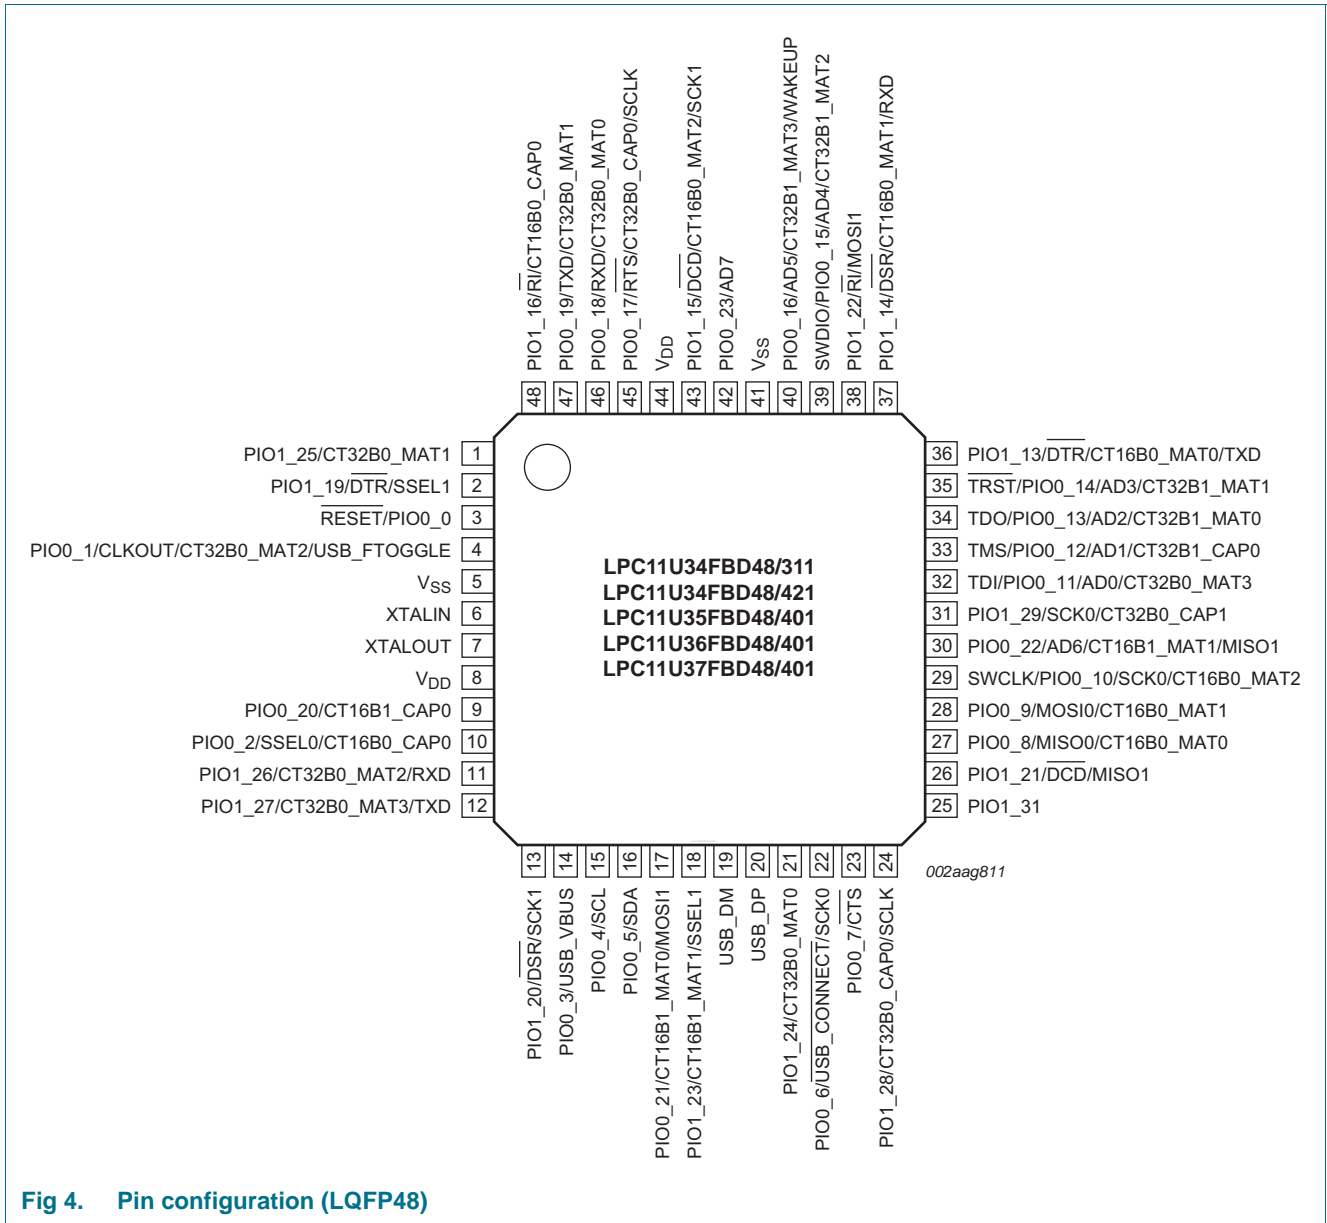 48 PIO1_16/RI/CT16B0_CAP0
47 PIO0_19/TXD/CT32B0_MAT1
46 PIO0_18/RXD/CT32B0_MAT0
45 PIO0_17/RTS/CT32B0_CAP0/SCLK
44 VDD
43 PIO1_15/DCD/CT16B0_MAT2/SCK1
42 PIO0_23/AD7
41 VSS
40 PIO0_16/AD5/CT32B1_MAT3/WAKEUP
39 SWDIO/PIO0_15/AD4/CT32B1_MAT2
38 PIO1_22/RI/MOSI1
37 PIO1_14/DSR/CT16B0_MAT1/RXD
PIO1_25/CT32B0_MAT1 1
PIO1_19/DTR/SSEL1 2
RESET/PIO0_0 3
PIO0_1/CLKOUT/CT32B0_MAT2/USB_FTOGGLE 4
VSS 5
XTALIN 6
XTALOUT 7
VDD 8
PIO0_20/CT16B1_CAP0 9
PIO0_2/SSEL0/CT16B0_CAP0 10
PIO1_26/CT32B0_MAT2/RXD 11
PIO1_27/CT32B0_MAT3/TXD 12
LPC11U34FBD48/311
LPC11U34FBD48/421
LPC11U35FBD48/401
LPC11U36FBD48/401
LPC11U37FBD48/401
36 PIO1_13/DTR/CT16B0_MAT0/TXD
35 TRST/PIO0_14/AD3/CT32B1_MAT1
34 TDO/PIO0_13/AD2/CT32B1_MAT0
33 TMS/PIO0_12/AD1/CT32B1_CAP0
32 TDI/PIO0_11/AD0/CT32B0_MAT3
31 PIO1_29/SCK0/CT32B0_CAP1
30 PIO0_22/AD6/CT16B1_MAT1/MISO1
29 SWCLK/PIO0_10/SCK0/CT16B0_MAT2
28 PIO0_9/MOSI0/CT16B0_MAT1
27 PIO0_8/MISO0/CT16B0_MAT0
26 PIO1_21/DCD/MISO1
25 PIO1_31
PIO1_20/DSR/SCK1 13
PIO0_3/USB_VBUS 14
PIO0_4/SCL 15
PIO0_5/SDA 16
PIO0_21/CT16B1_MAT0/MOSI1 17
PIO1_23/CT16B1_MAT1/SSEL1 18
USB_DM 19
USB_DP 20
PIO1_24/CT32B0_MAT0 21
PIO0_6/USB_CONNECT/SCK0 22
PIO0_7/CTS 23
PIO1_28/CT32B0_CAP0/SCLK 24
002aag811
Fig 4. Pin configuration (LQFP48)